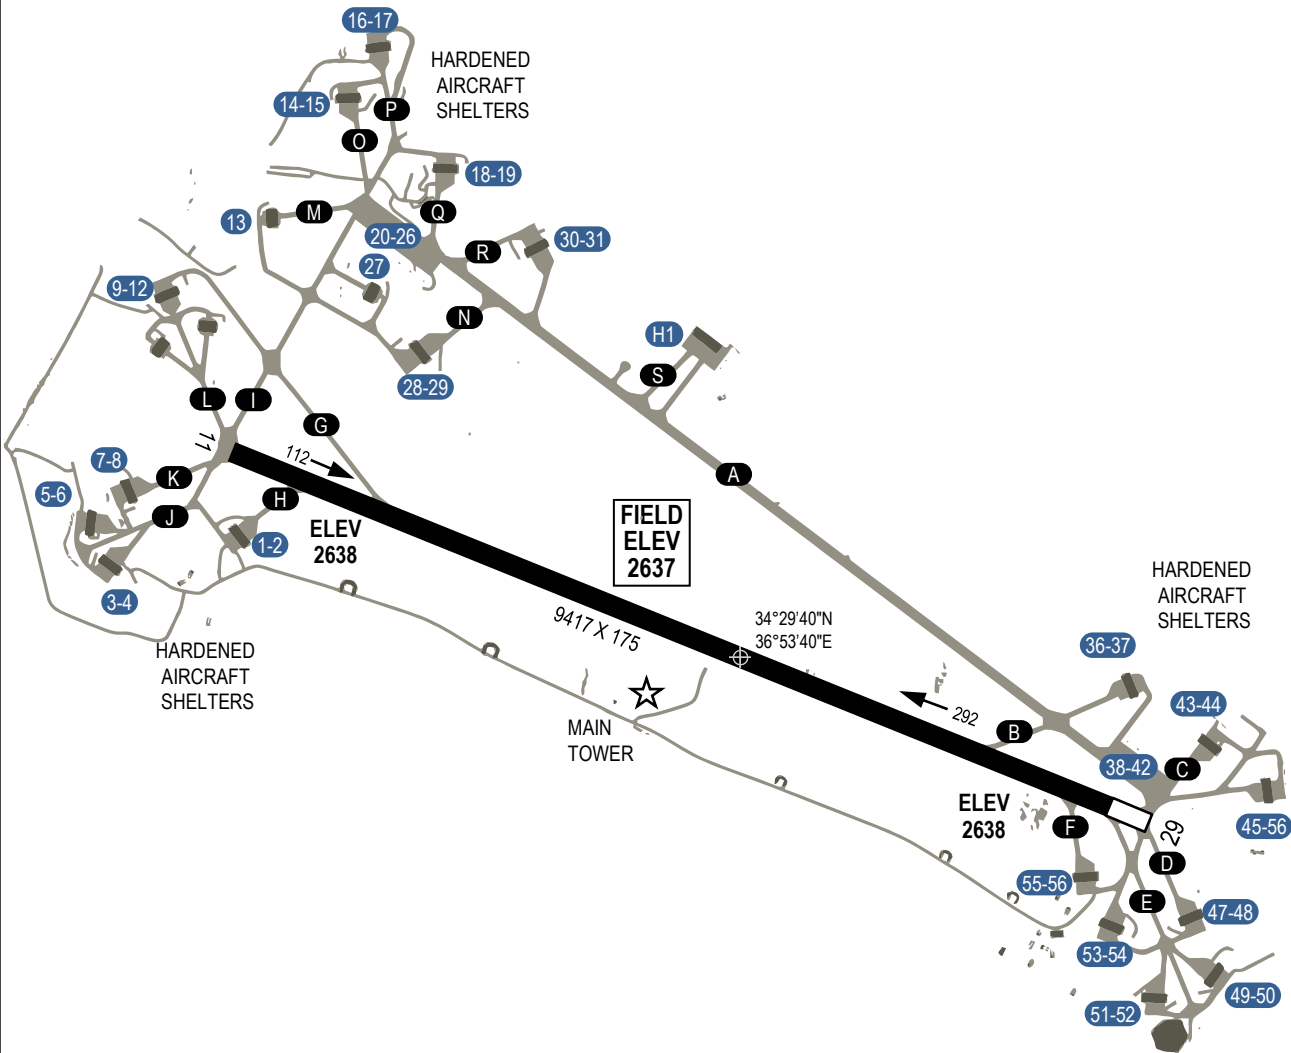 16-17
HARDENED
AIRCRAFT
SHELTERS
14-15
P
O
18-19
M
Q
13
20-26
R
30-31
27
9-12
N
H1
28-29
S
L
I
G
11
112
7-8
K
A
5-6
H
J
ELEV
2638
FIELD
ELEV
2637
1-2
3-4
HARDENED
AIRCRAFT
SHELTERS
9417 X 175
34°29'40"N
36°53'40"E
HARDENED
AIRCRAFT
SHELTERS
36-37
MAIN
TOWER
292
B
43-44
38-42
C
ELEV
2638
F
29
45-56
D
55-56
E
47-48
53-54
49-50
51-52